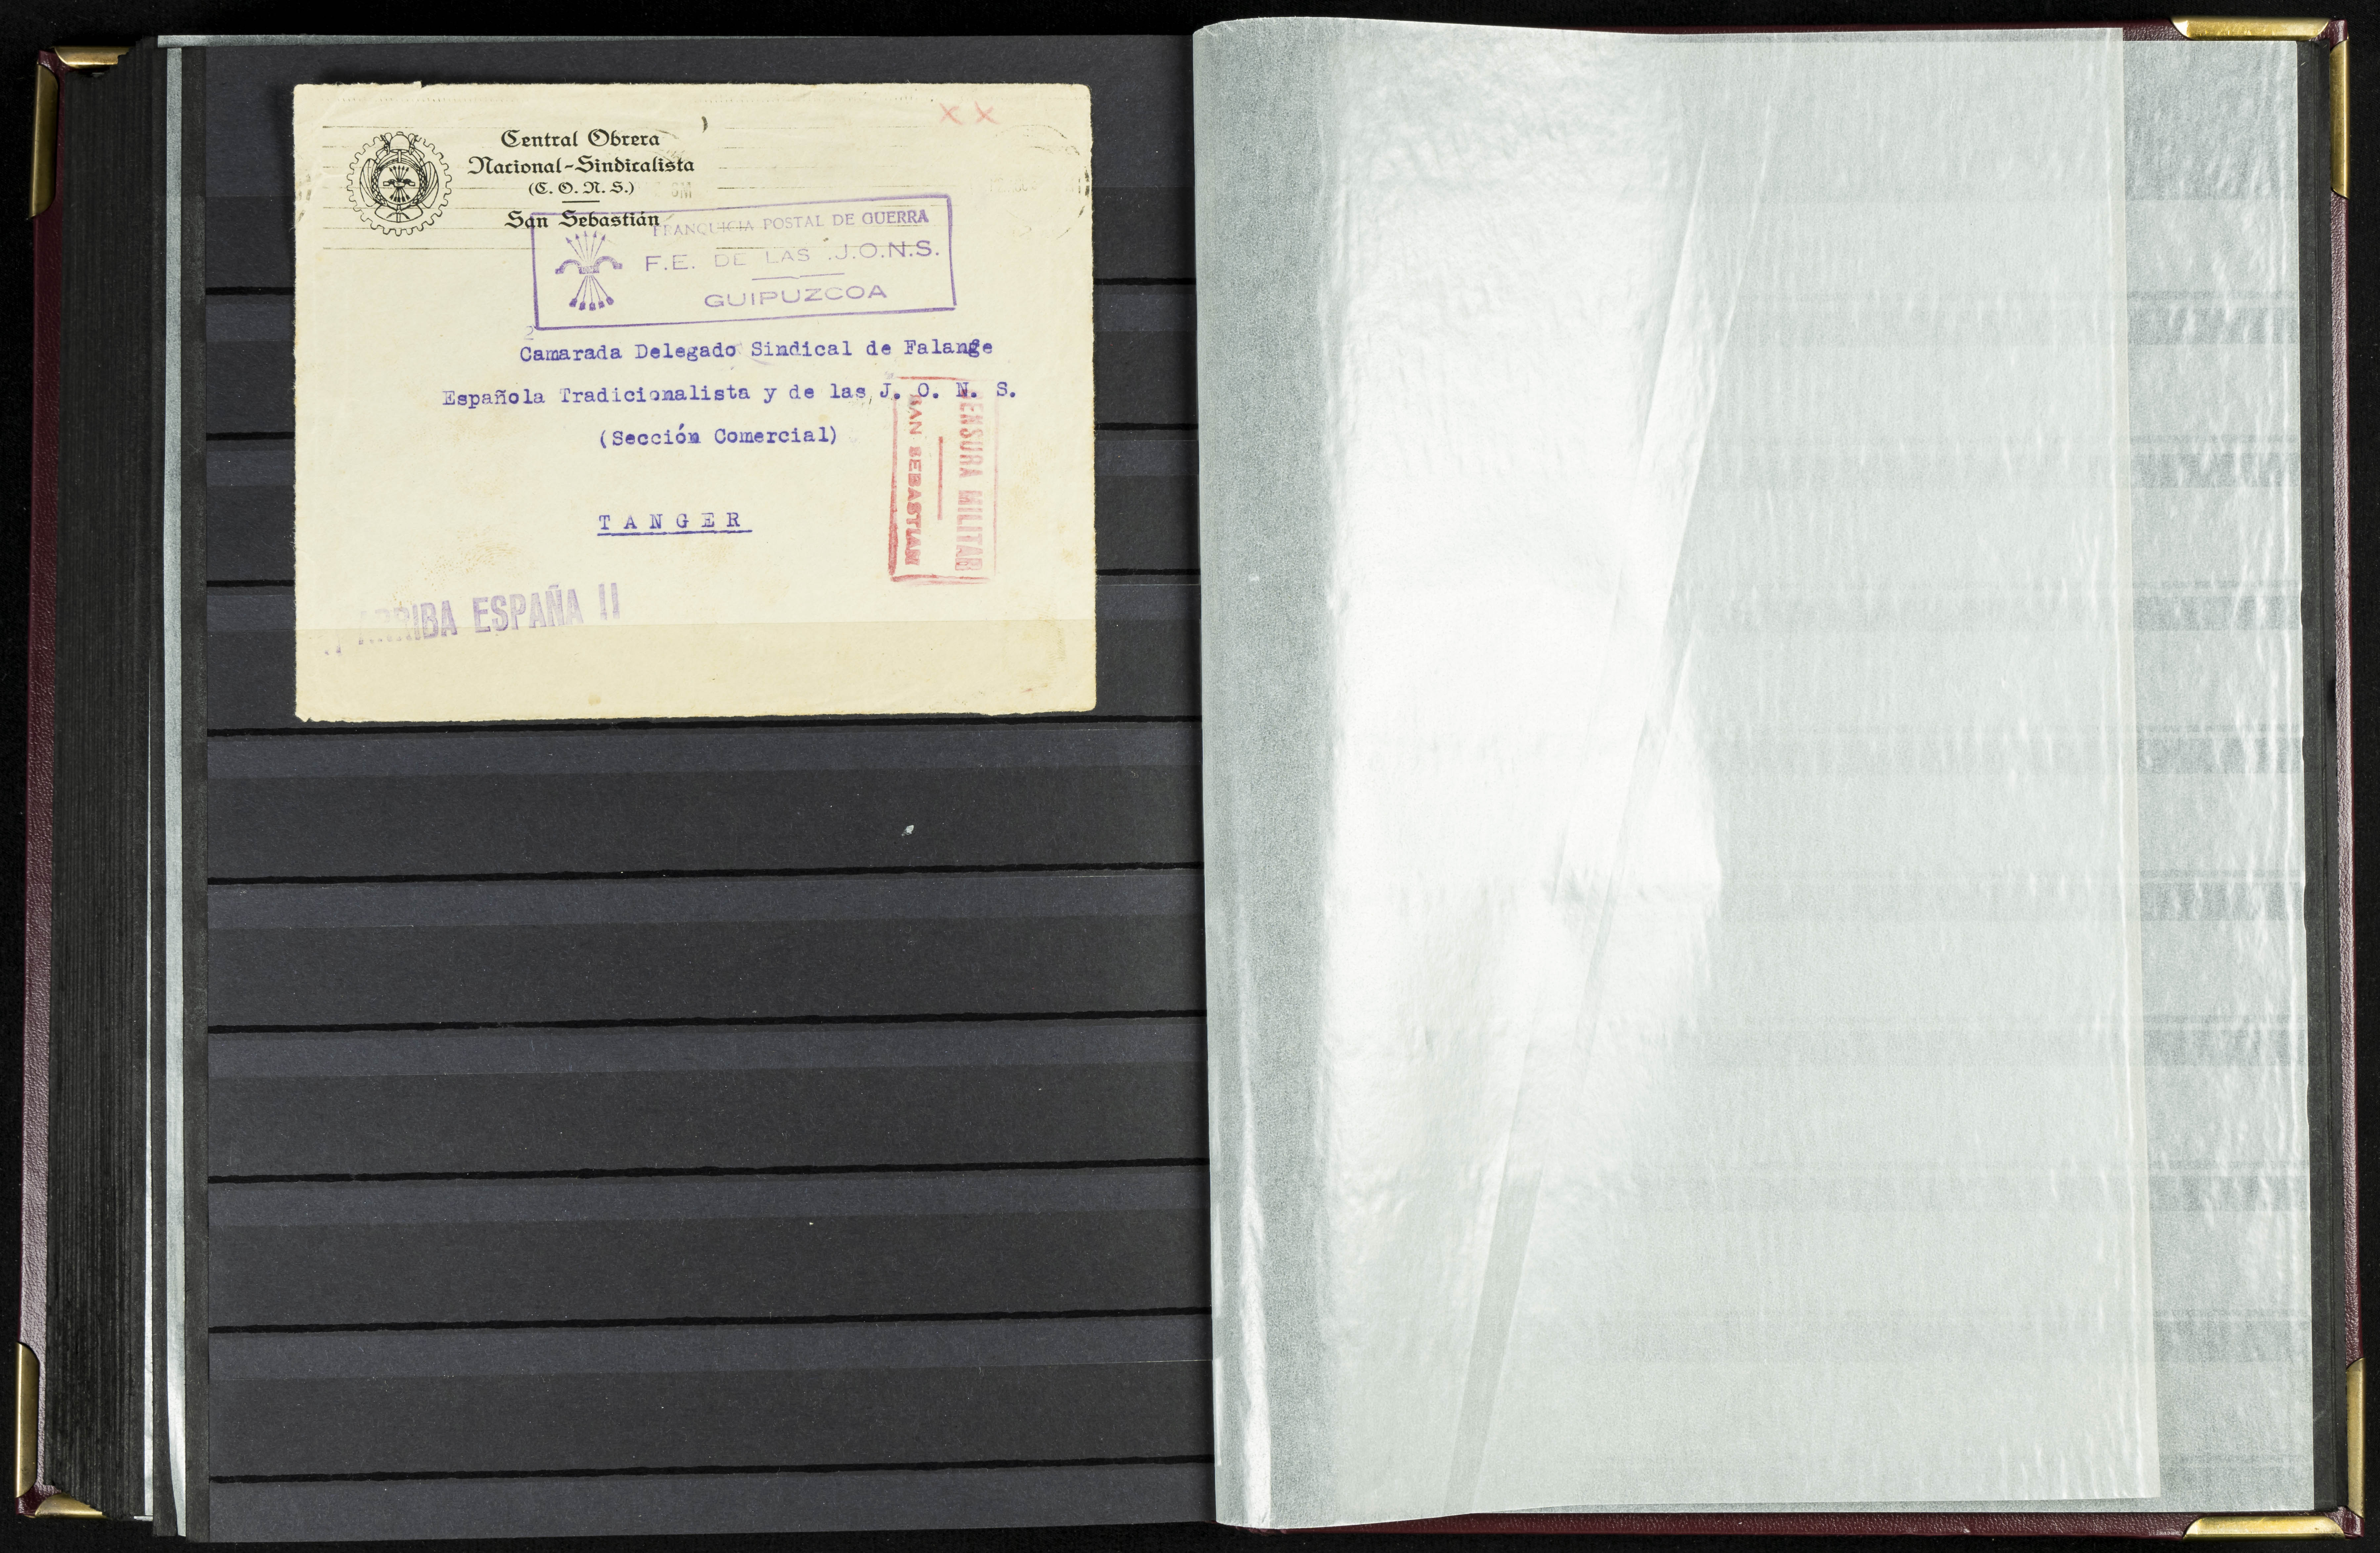 Central Obrera
Nacional-Sindicalista
(C. O. N. S.)
San Sebastián
X X
FRANQUICIA POSTAL DE GUERRA
F.E. DE LAS J.O.N.S.
GUIPUZCOA
Camarada Delegado Sindical de Falange
Española Tradicionalista y de las J. O. N. S.
(Sección Comercial)
TANGER
CENSURA MILITAR
SAN SEBASTIAN
ARRIBA ESPAÑA !!